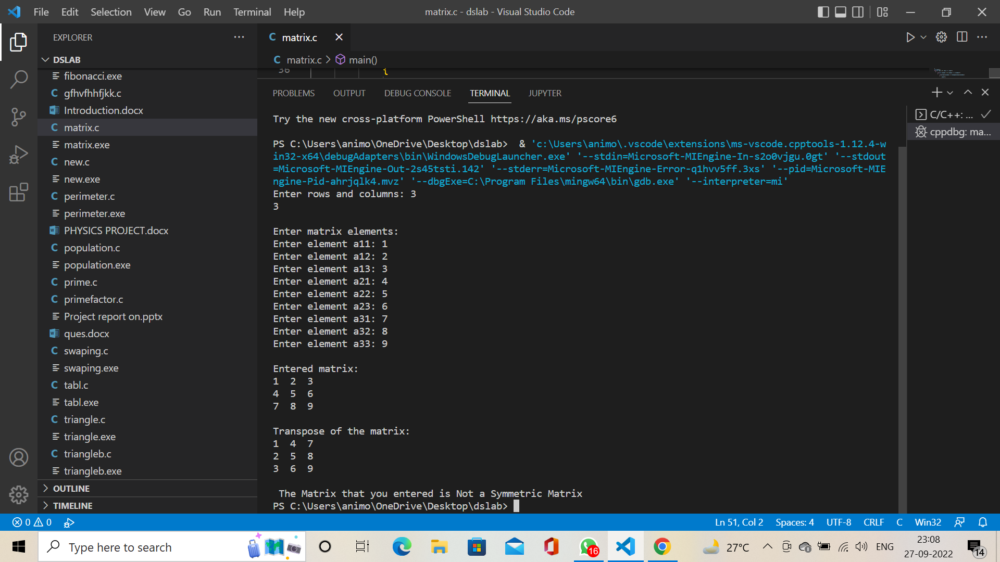 File Edit Selection View Go Run Terminal Help
matrix.c - dslab - Visual Studio Code
EXPLORER
DSLAB
fibonacci.exe
gfhvfhhfjkk.c
Introduction.docx
matrix.c
matrix.exe
new.c
new.exe
perimeter.c
perimeter.exe
PHYSICS PROJECT.docx
population.c
population.exe
prime.c
primefactor.c
Project report on.pptx
ques.docx
swaping.c
swaping.exe
tabl.c
tabl.exe
triangle.c
triangle.exe
triangleb.c
triangleb.exe
OUTLINE
TIMELINE
matrix.c
matrix.c > main()
36 {
PROBLEMS OUTPUT DEBUG CONSOLE TERMINAL JUPYTER
Try the new cross-platform PowerShell https://aka.ms/pscore6
PS C:\Users\animo\OneDrive\Desktop\dslab>  & 'c:\Users\animo\.vscode\extensions\ms-vscode.cpptools-1.12.4-w
in32-x64\debugAdapters\bin\WindowsDebugLauncher.exe' '--stdin=Microsoft-MIEngine-In-s2o0vjgu.0gt' '--stdout
=Microsoft-MIEngine-Out-2s45tsti.142' '--stderr=Microsoft-MIEngine-Error-q1hvv5ff.3xs' '--pid=Microsoft-MIE
ngine-Pid-ahrjqlk4.mvz' '--dbgExe=C:\Program Files\mingw64\bin\gdb.exe' '--interpreter=mi'
Enter rows and columns: 3
3
Enter matrix elements:
Enter element a11: 1
Enter element a12: 2
Enter element a13: 3
Enter element a21: 4
Enter element a22: 5
Enter element a23: 6
Enter element a31: 7
Enter element a32: 8
Enter element a33: 9
Entered matrix:
1  2  3
4  5  6
7  8  9
Transpose of the matrix:
1  4  7
2  5  8
3  6  9
The Matrix that you entered is Not a Symmetric Matrix
PS C:\Users\animo\OneDrive\Desktop\dslab>
C/C++: ...
cppdbg: ma...
0 0
Ln 51, Col 2 Spaces: 4 UTF-8 CRLF C Win32
Type here to search
16
27°C
ENG
23:08
27-09-2022
14